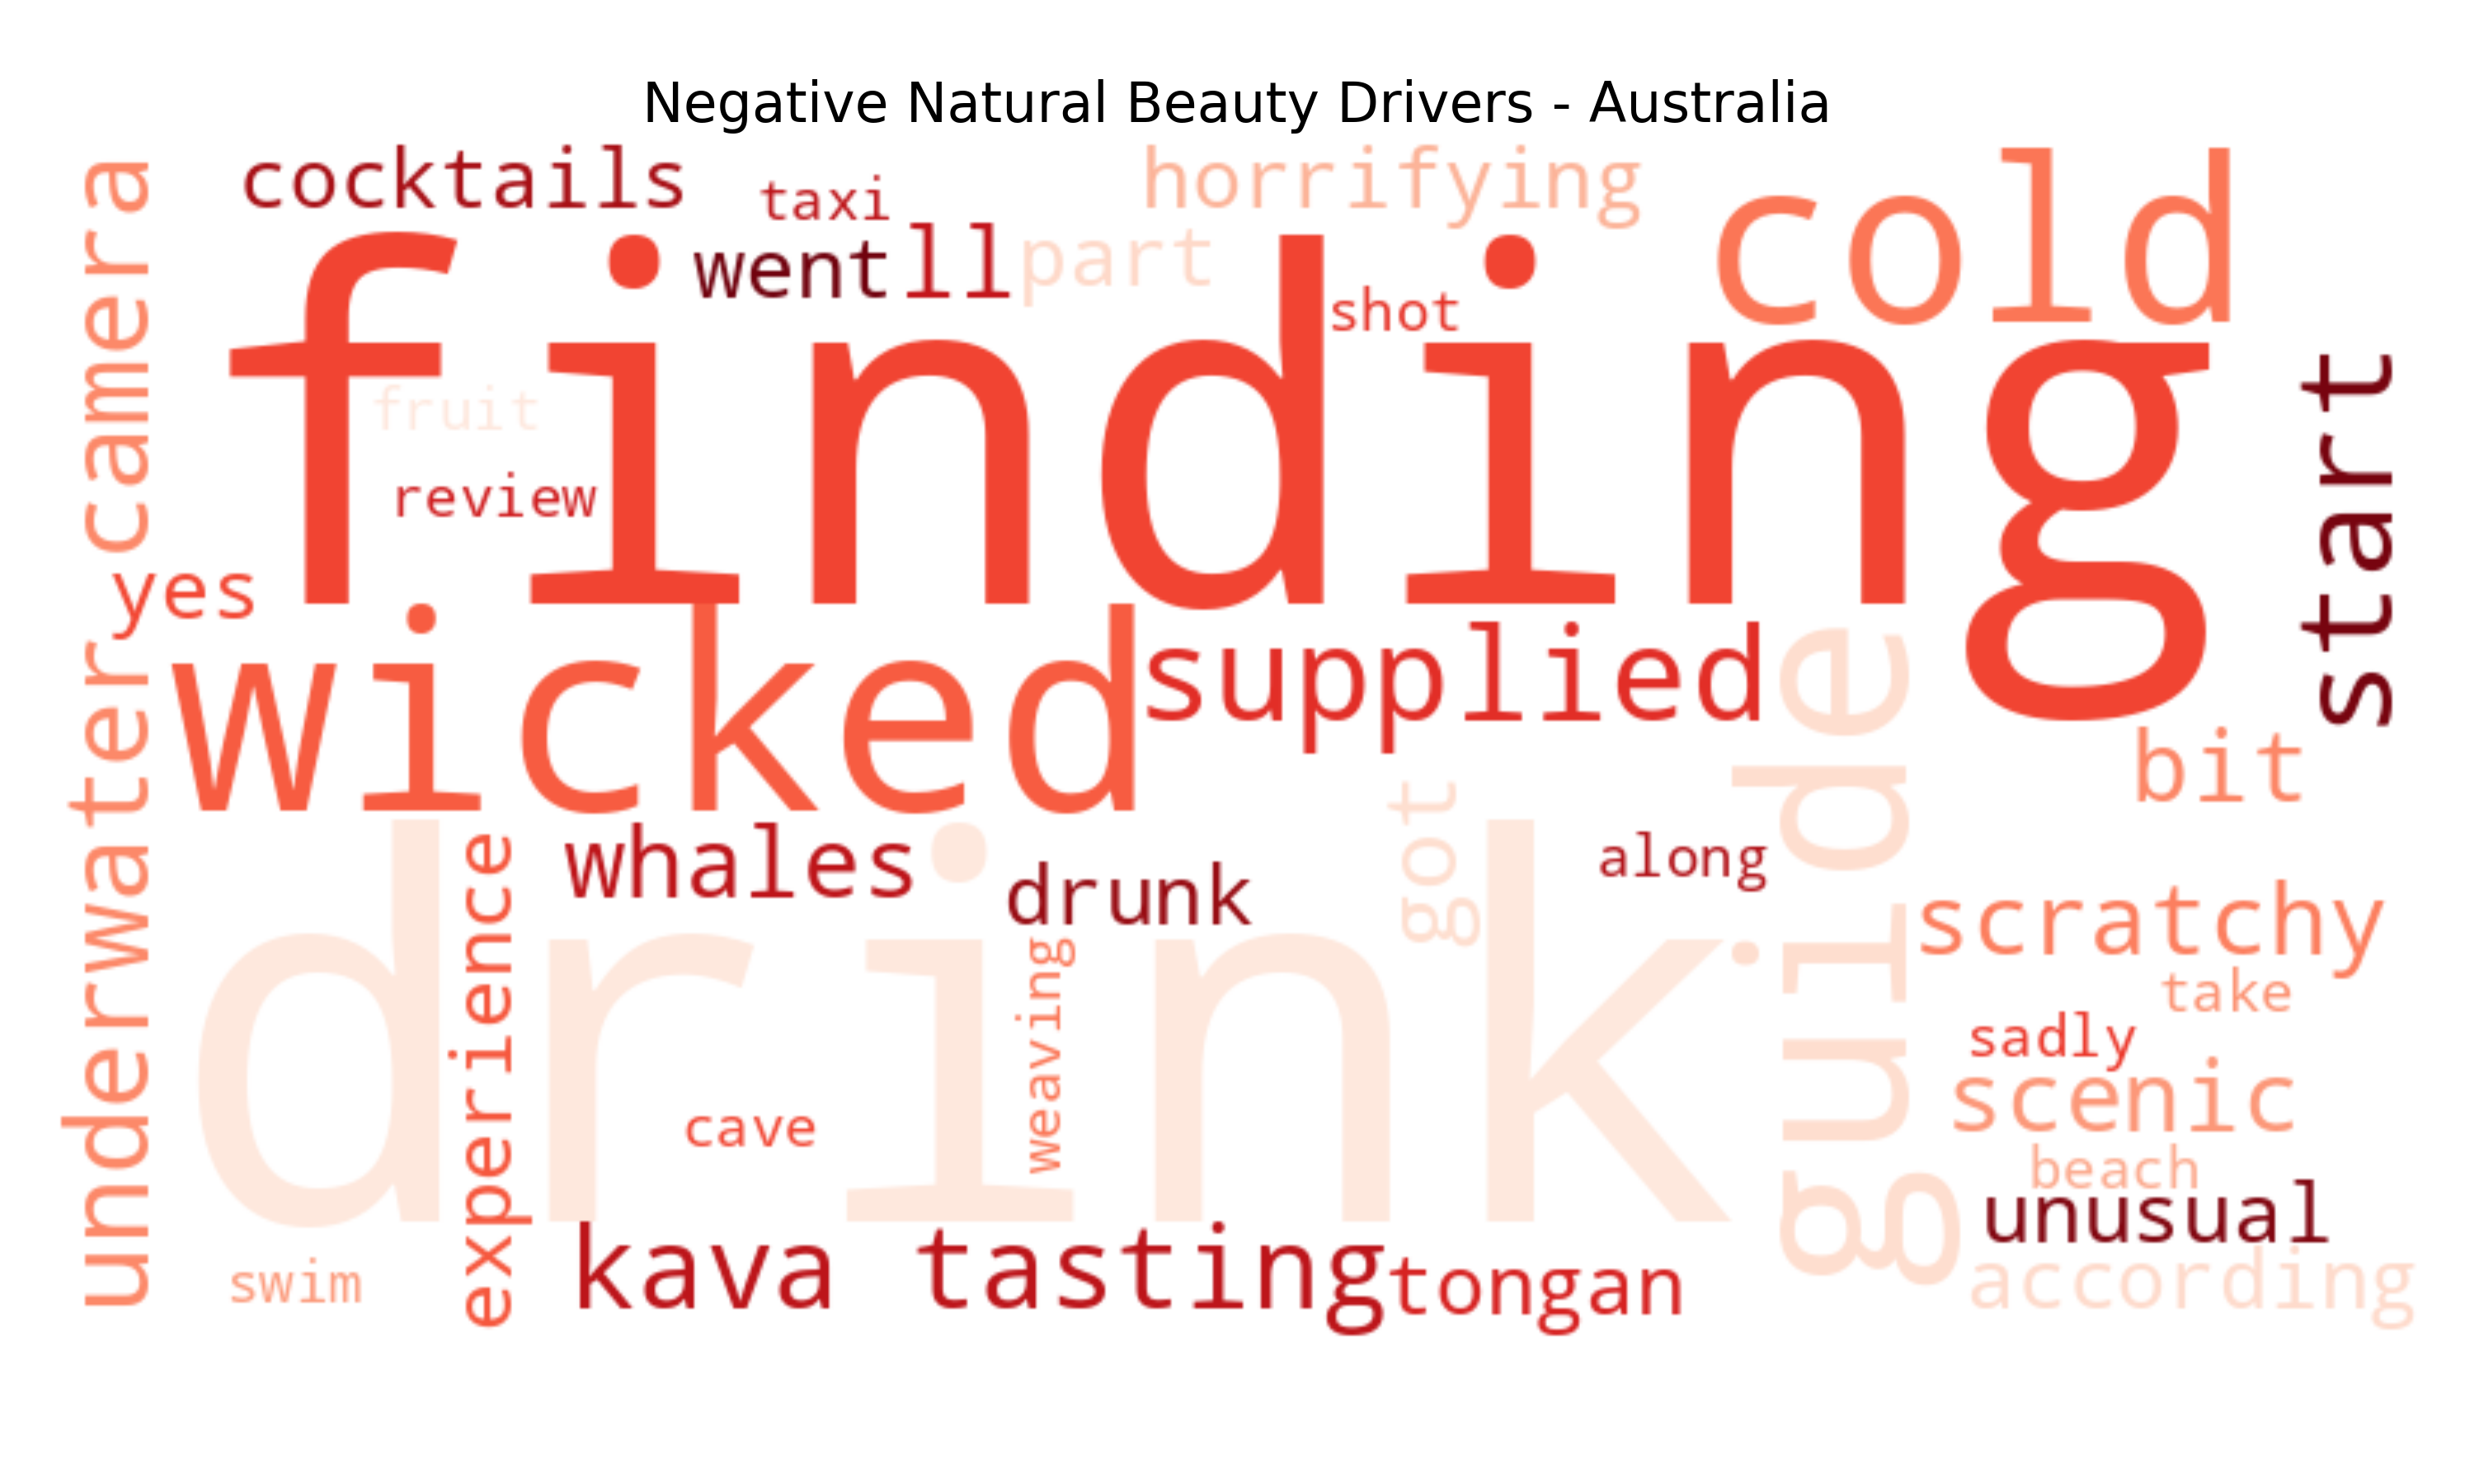 Negative Natural Beauty Drivers - Australia
cocktails
taxi
horrifying
cold
went
ll
part
shot
finding
fruit
review
start
underwater camera
yes
wicked
supplied
guide
bit
whales
drunk
got
along
drink
experience
weaving
cave
scratchy
take
sadly
scenic
beach
unusual
according
swim
kava tasting
tongan